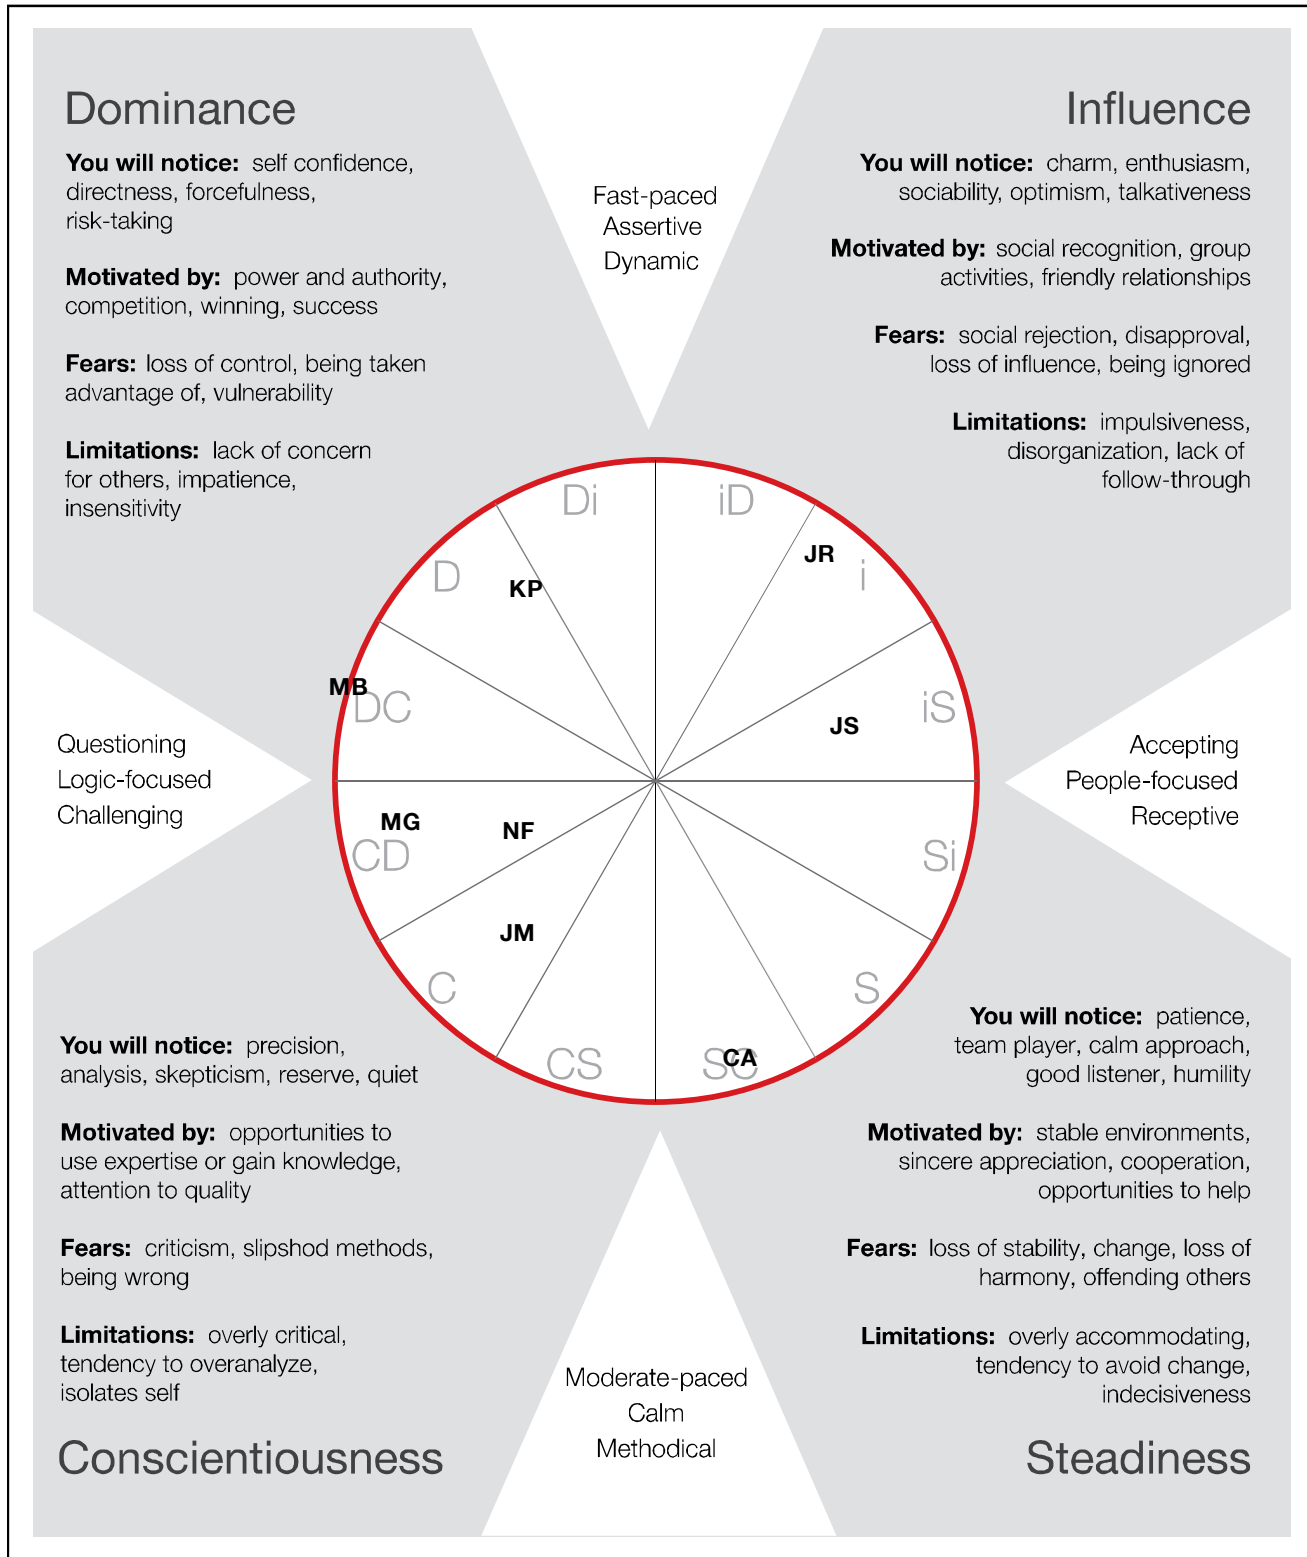 Dominance
You will notice: self confidence,
directness, forcefulness,
risk-taking
Motivated by: power and authority,
competition, winning, success
Fears: loss of control, being taken
advantage of, vulnerability
Limitations: lack of concern
for others, impatience,
insensitivity
Fast-paced
Assertive
Dynamic
Influence
You will notice: charm, enthusiasm,
sociability, optimism, talkativeness
Motivated by: social recognition, group
activities, friendly relationships
Fears: social rejection, disapproval,
loss of influence, being ignored
Limitations: impulsiveness,
disorganization, lack of
follow-through
Di
iD
JR
i
D
KP
MB
DC
iS
JS
Questioning
Logic-focused
Challenging
Accepting
People-focused
Receptive
MG
NF
CD
Si
JM
C
S
CS
SC
CA
You will notice: precision,
analysis, skepticism, reserve, quiet
Motivated by: opportunities to
use expertise or gain knowledge,
attention to quality
Fears: criticism, slipshod methods,
being wrong
Limitations: overly critical,
tendency to overanalyze,
isolates self
Conscientiousness
Moderate-paced
Calm
Methodical
You will notice: patience,
team player, calm approach,
good listener, humility
Motivated by: stable environments,
sincere appreciation, cooperation,
opportunities to help
Fears: loss of stability, change, loss of
harmony, offending others
Limitations: overly accommodating,
tendency to avoid change,
indecisiveness
Steadiness